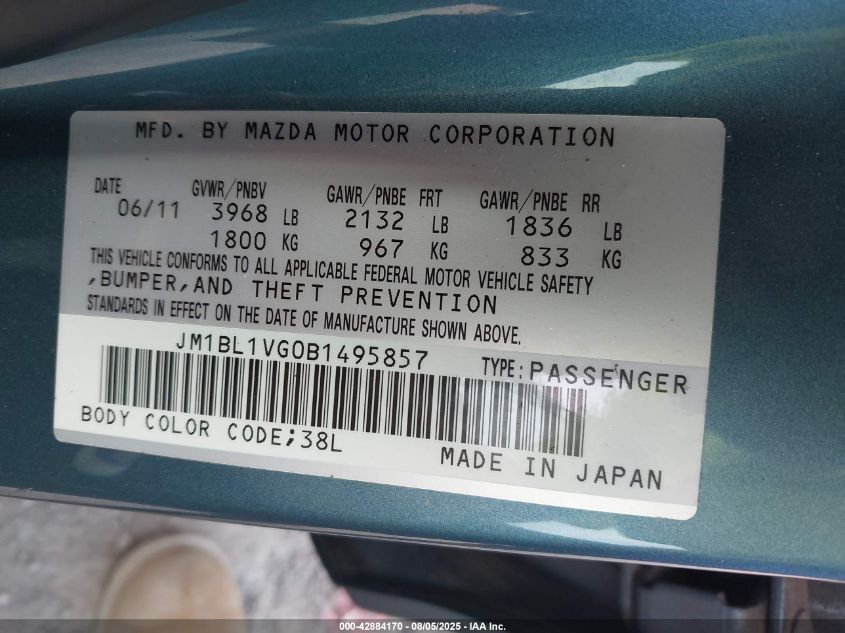 MFD. BY MAZDA MOTOR CORPORATION
DATE GVWR/PNBV GAWR/PNBE FRT GAWR/PNBE RR
06/11 3968 LB 2132 LB 1836 LB
1800 KG 967 KG 833 KG
THIS VEHICLE CONFORMS TO ALL APPLICABLE FEDERAL MOTOR VEHICLE SAFETY
,BUMPER,AND THEFT PREVENTION
STANDARDS IN EFFECT ON THE DATE OF MANUFACTURE SHOWN ABOVE.
JM1BL1VG0B1495857 TYPE:PASSENGER
BODY COLOR CODE;38L
MADE IN JAPAN
000-42884170 - 08/05/2025 - IAA Inc.